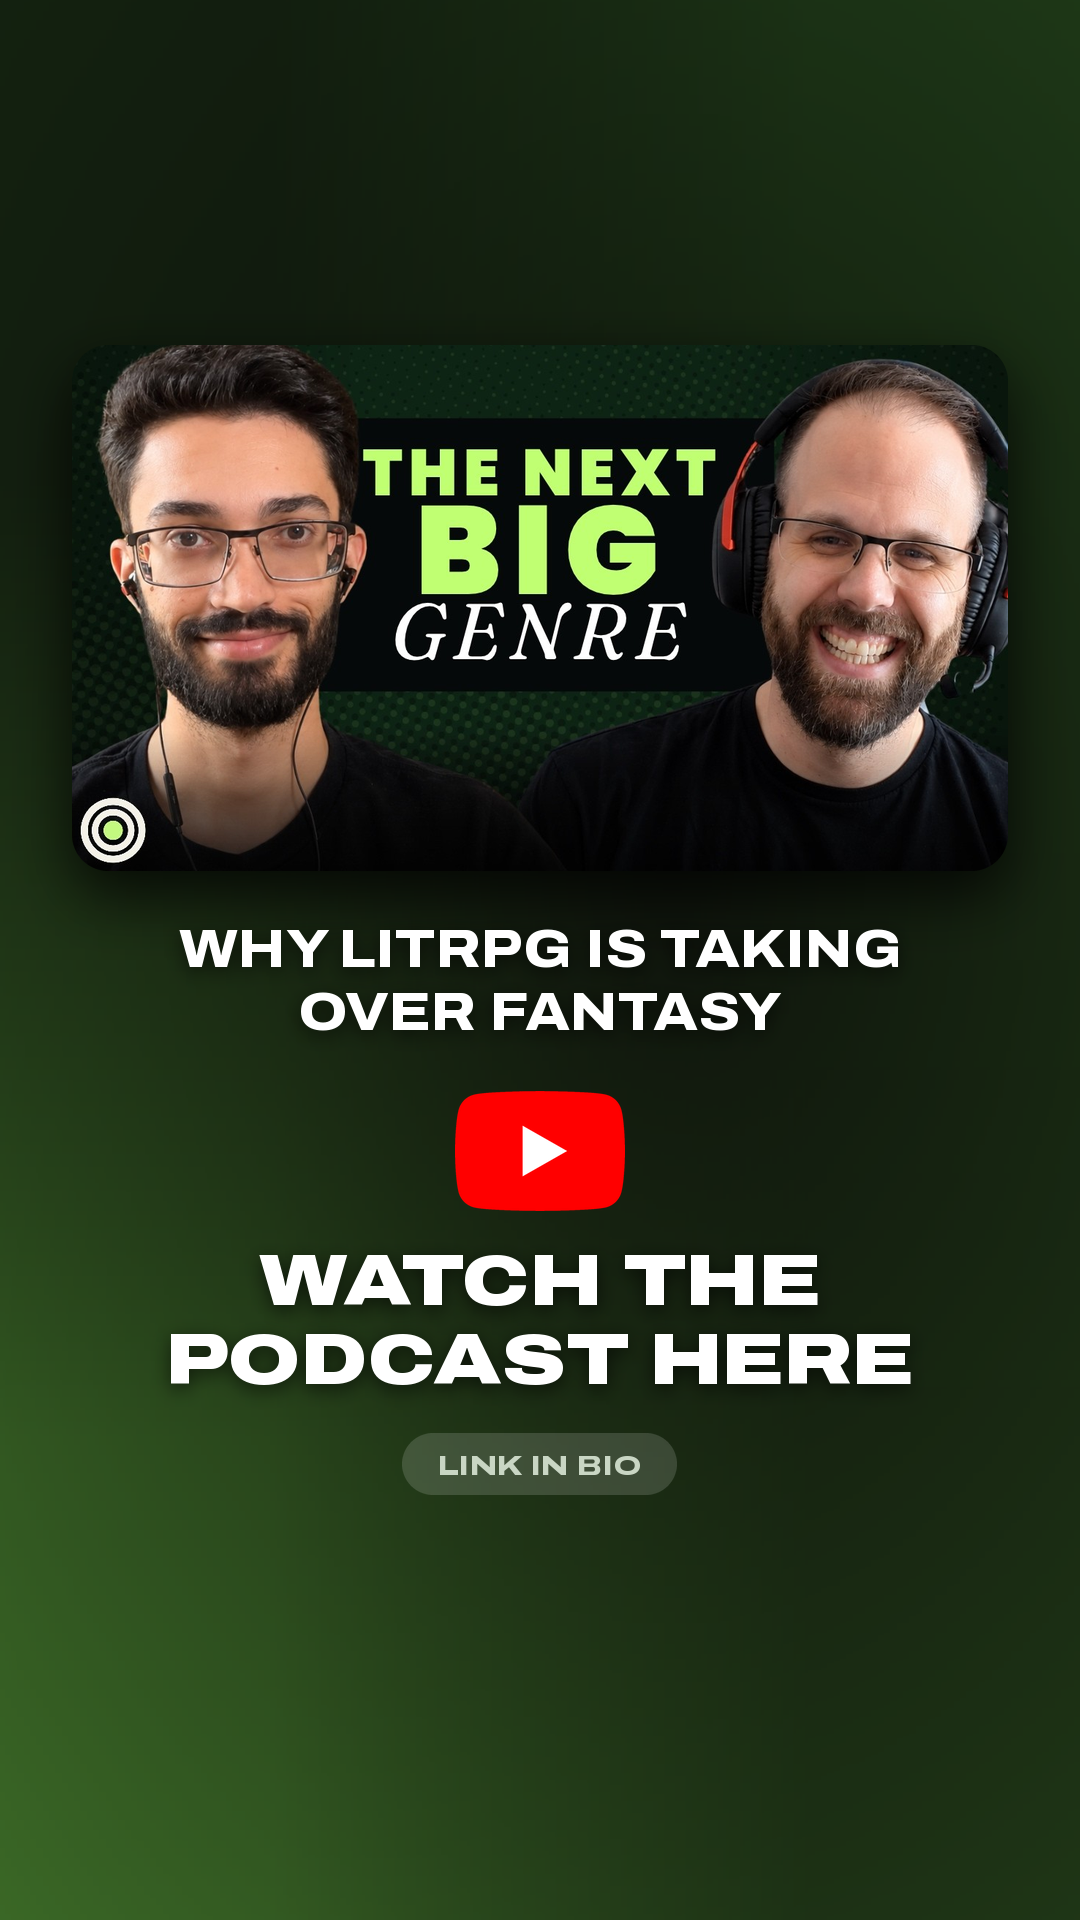 THE NEXT
BIG
GENRE
WHY LITRPG IS TAKING
OVER FANTASY
WATCH THE
PODCAST HERE
LINK IN BIO